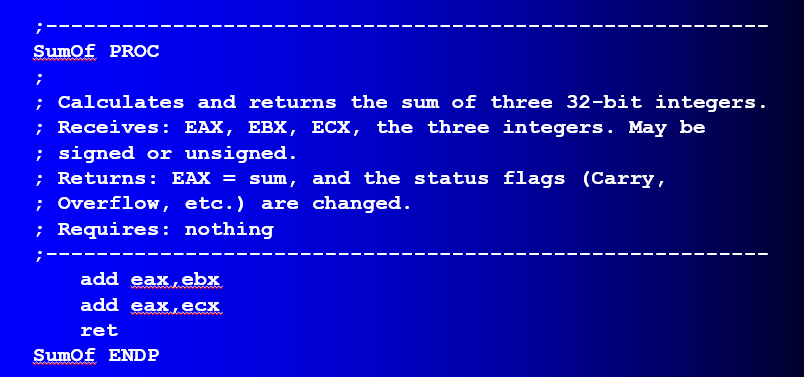 ;---------------------------------------------------------
SumOf PROC
;
; Calculates and returns the sum of three 32-bit integers.
; Receives: EAX, EBX, ECX, the three integers. May be
; signed or unsigned.
; Returns: EAX = sum, and the status flags (Carry,
; Overflow, etc.) are changed.
; Requires: nothing
;---------------------------------------------------------
add eax,ebx
add eax,ecx
ret
SumOf ENDP